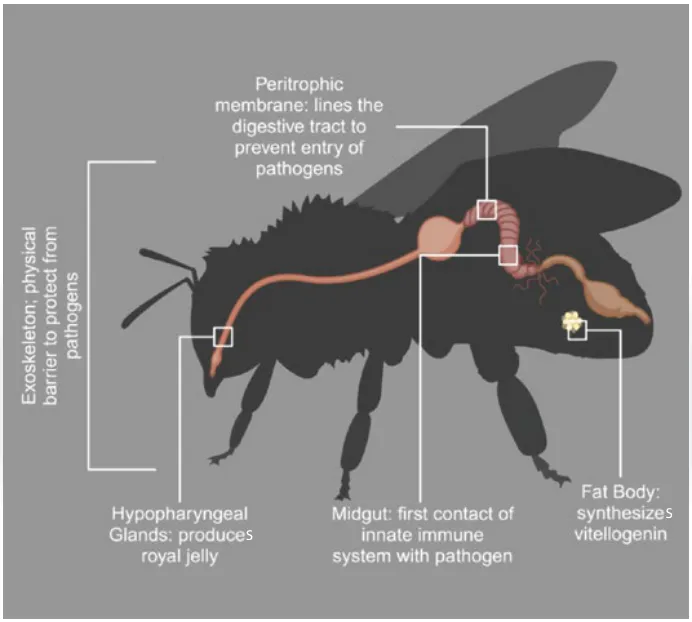 Peritrophic
membrane: lines the
digestive tract to
prevent entry of
pathogens
Exoskeleton; physical
barrier to protect from
pathogens
Hypopharyngeal
Glands: produces
royal jelly
Midgut: first contact of
innate immune
system with pathogen
Fat Body:
synthesizes
vitellogenin